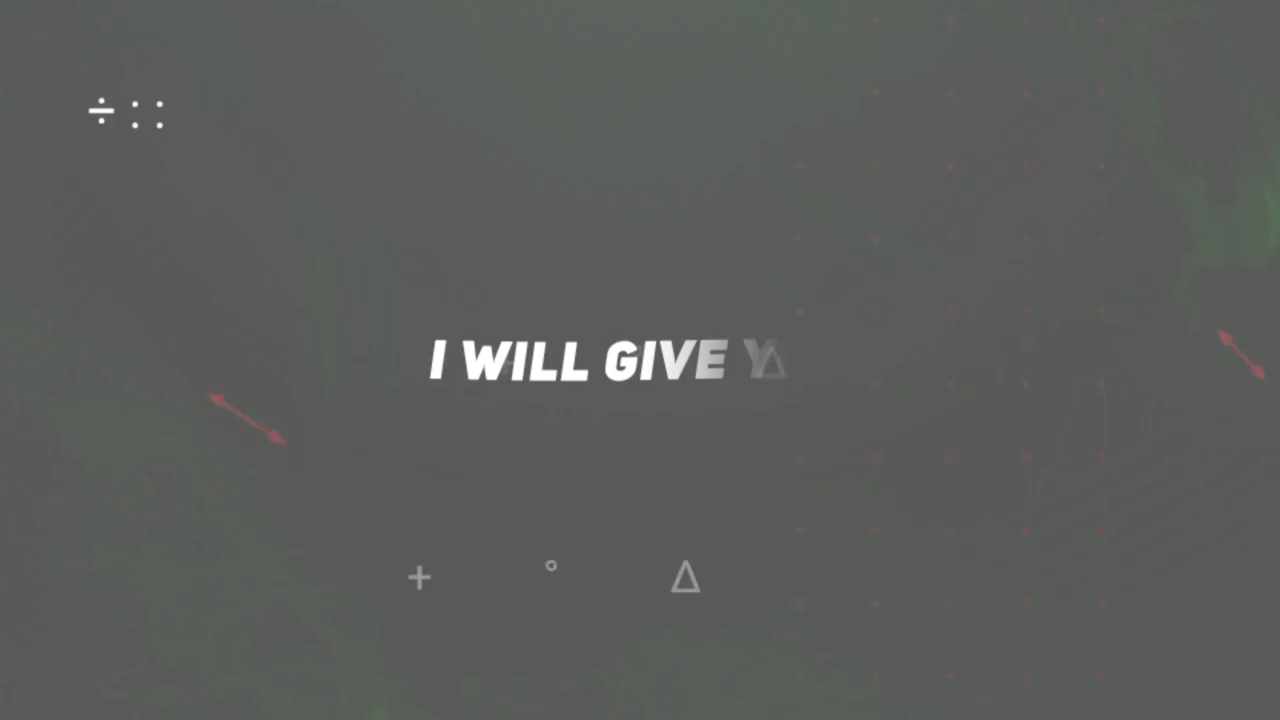 ÷ : :
I WILL GIVE Y
+ ° Δ